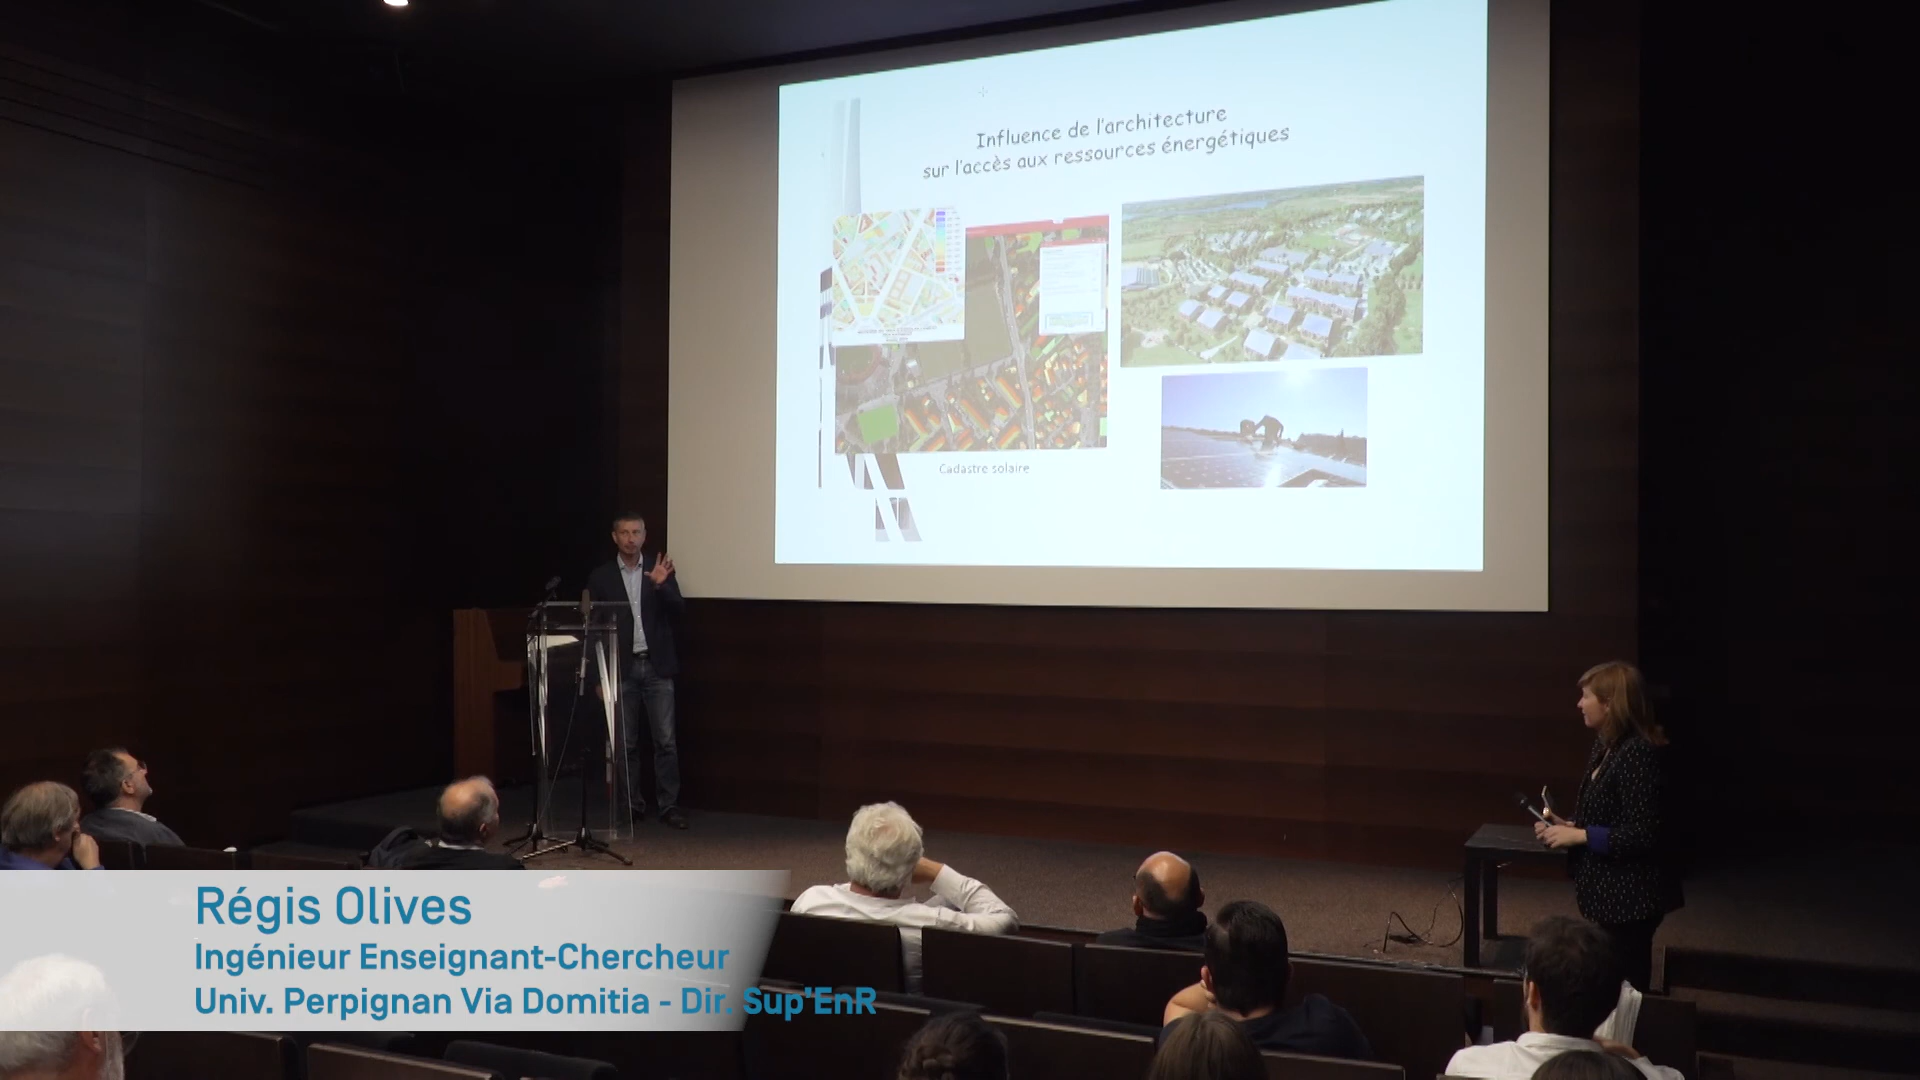 Influence de l'architecture
sur l'accès aux ressources énergétiques
Cadastre solaire
Régis Olives
Ingénieur Enseignant-Chercheur
Univ. Perpignan Via Domitia - Dir. Sup'EnR